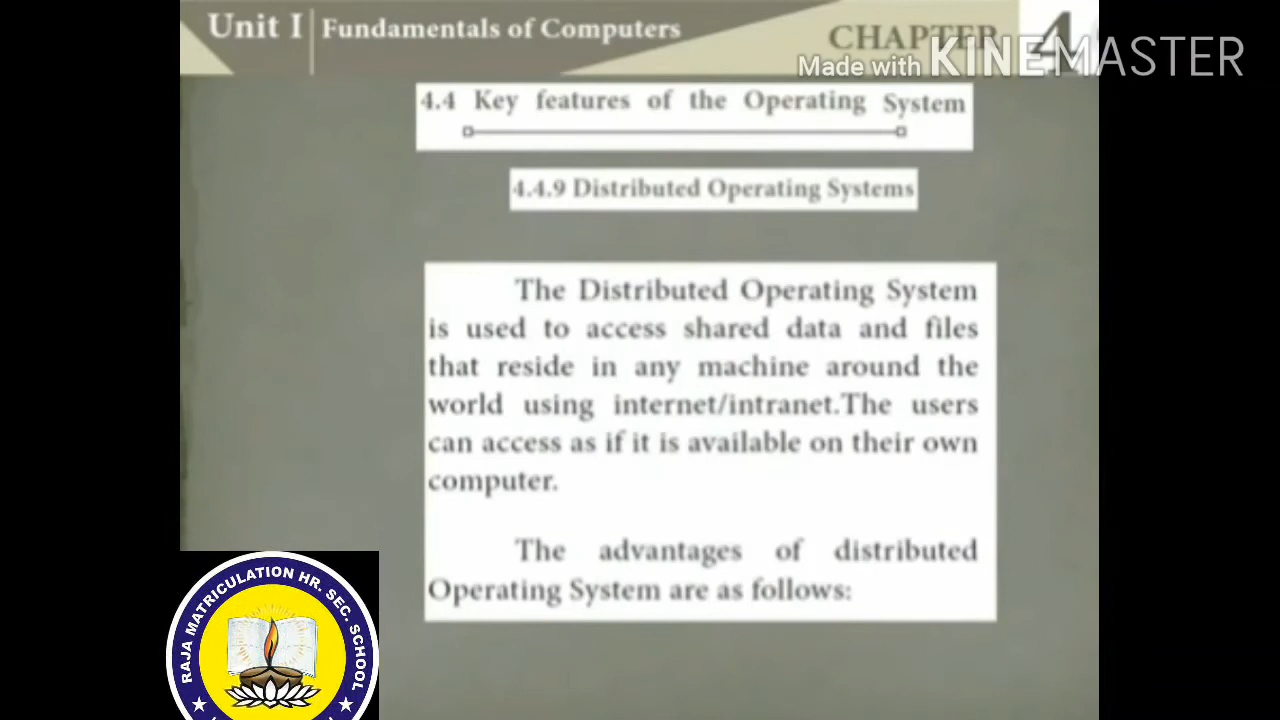 Unit I Fundamentals of Computers
CHAPTER 4
Made with KINEMASTER
4.4 Key features of the Operating System
4.4.9 Distributed Operating Systems
The Distributed Operating System
is used to access shared data and files
that reside in any machine around the
world using internet/intranet.The users
can access as if it is available on their own
computer.
The advantages of distributed
Operating System are as follows:
RAJA MATRICULATION HR. SEC. SCHOOL